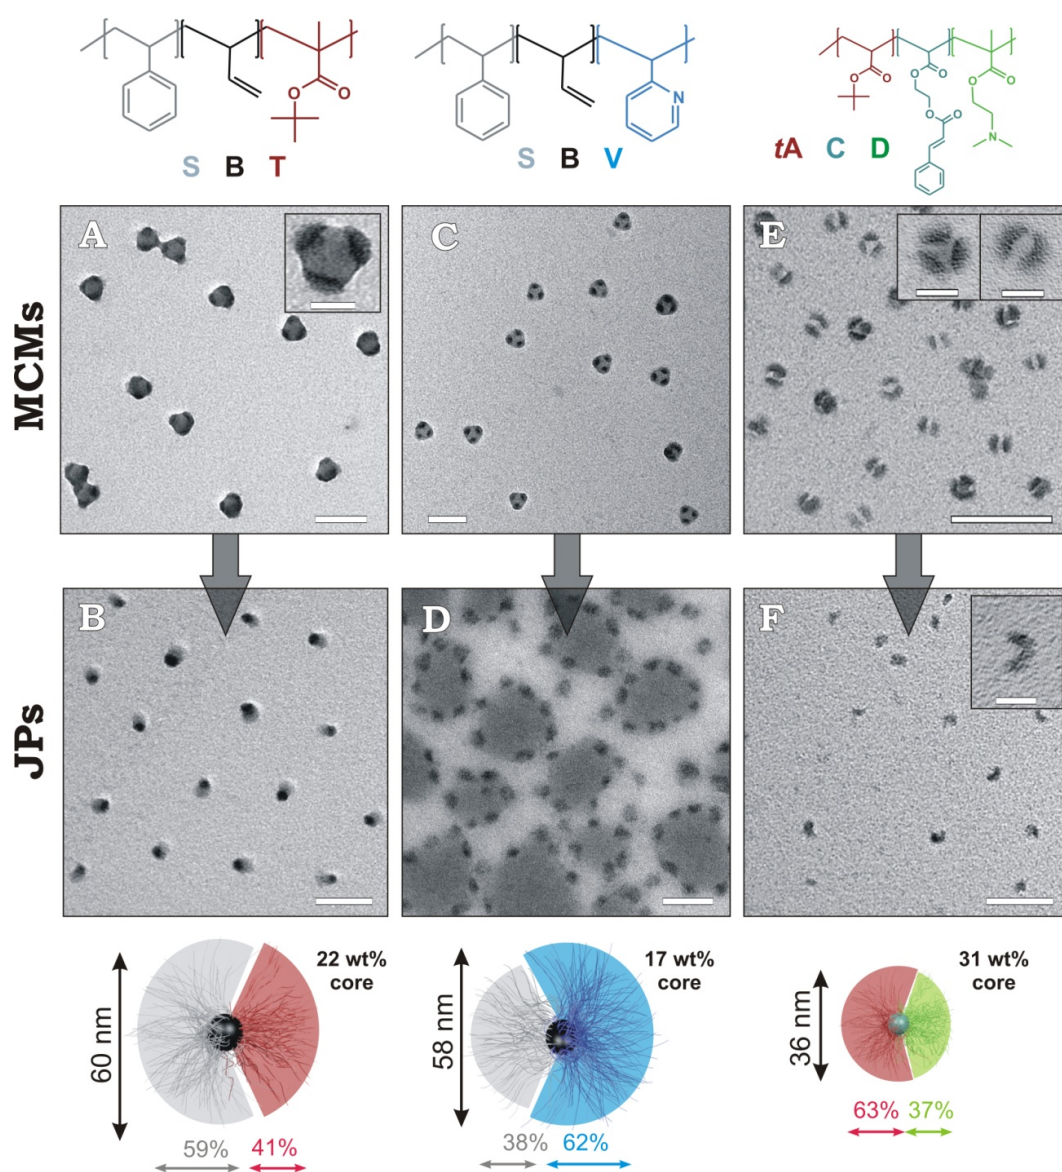 N
O
O
O
O
O
O
O
O
N
S B T
S B V
tA C D
MCMs
A
C
E
JPs
B
D
F
60 nm
22 wt%
core
59%
41%
58 nm
17 wt%
core
38%
62%
36 nm
31 wt%
core
63%
37%